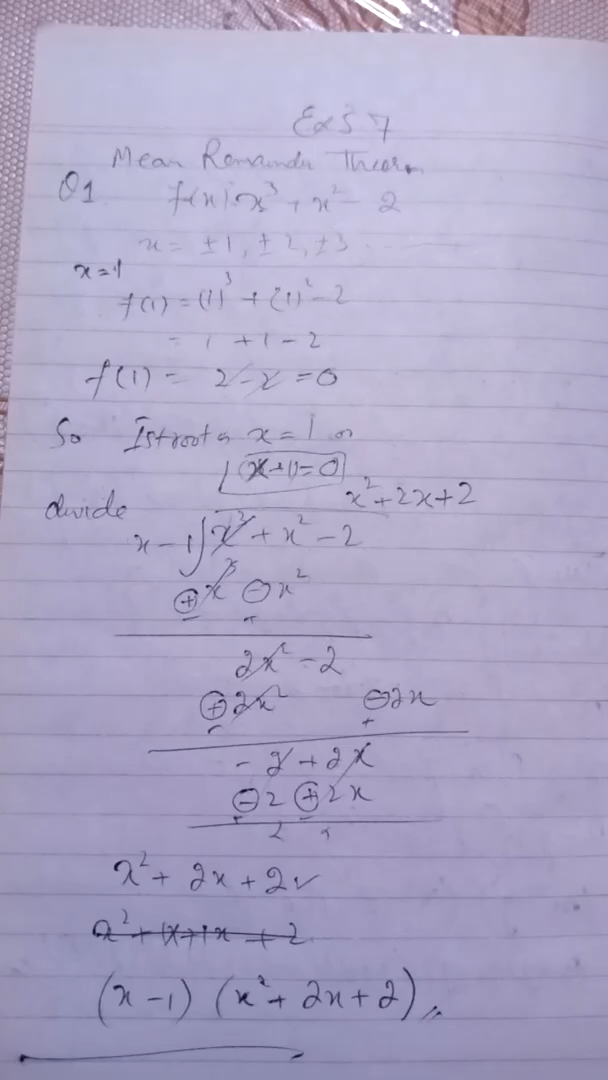 Ex 3 7
Mean Remainder Theorm
Q1 f(x) x³ + x² - 2
x = ±1, ±2, ±3
x = 1
f(1) = (1)³ + (1)² - 2
= 1 + 1 - 2
f(1) = 2 - 2 = 0
So Ist root x = 1 or
(x-1) = 0
divide x² + 2x + 2
x - 1 x³ + x² - 2
⊕ x³ ⊖ x²
2x² - 2
⊕ 2x² ⊖ 2x
- 2 + 2x
⊖ 2 ⊕ 2x
x² + 2x + 2 ✓
(x - 1) (x² + 2x + 2)